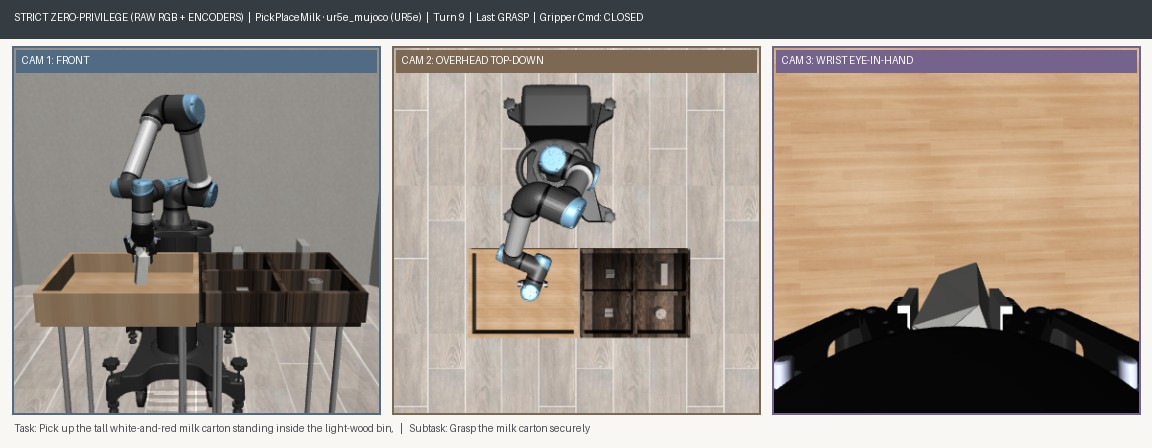 STRICT ZERO-PRIVILEGE (RAW RGB + ENCODERS) | PickPlaceMilk · ur5e_mujoco (UR5e) | Turn 9 | Last GRASP | Gripper Cmd: CLOSED
CAM 1: FRONT
CAM 2: OVERHEAD TOP-DOWN
CAM 3: WRIST EYE-IN-HAND
Task: Pick up the tall white-and-red milk carton standing inside the light-wood bin, | Subtask: Grasp the milk carton securely